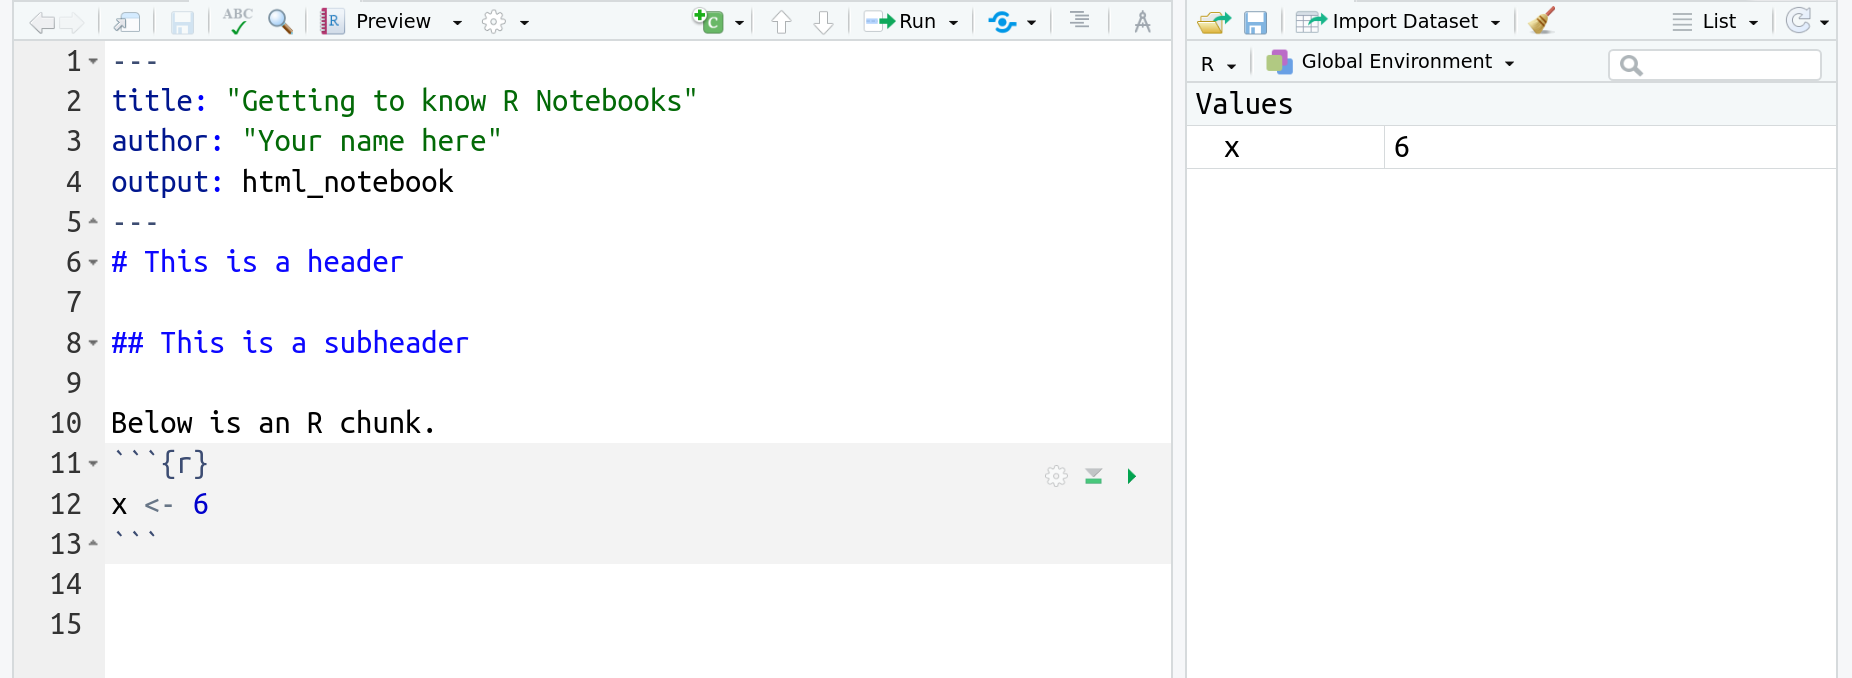 ABC R Preview C Run
1 ---
2 title: "Getting to know R Notebooks"
3 author: "Your name here"
4 output: html_notebook
5 ---
6 # This is a header
7
8 ## This is a subheader
9
10 Below is an R chunk.
11 ```{r}
12 x <- 6
13 ```
14
15
Import Dataset List
R Global Environment
Values
x 6